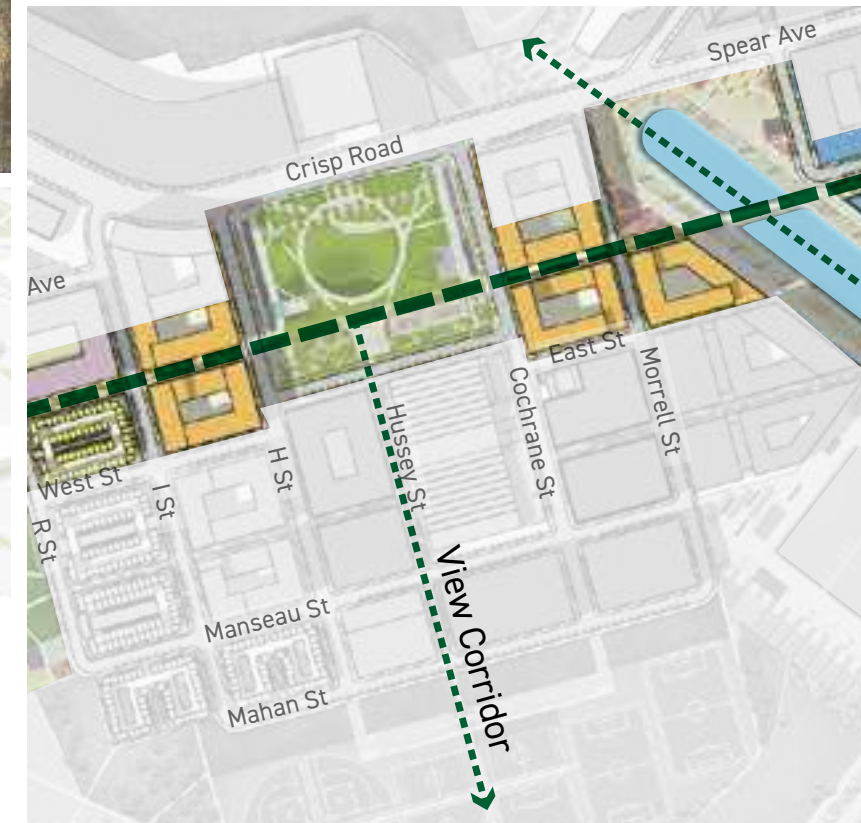 Spear Ave
Crisp Road
Ave
East St
Morrell St
Cochrane St
Hussey St
H St
West St
I St
R St
View Corridor
Manseau St
Mahan St